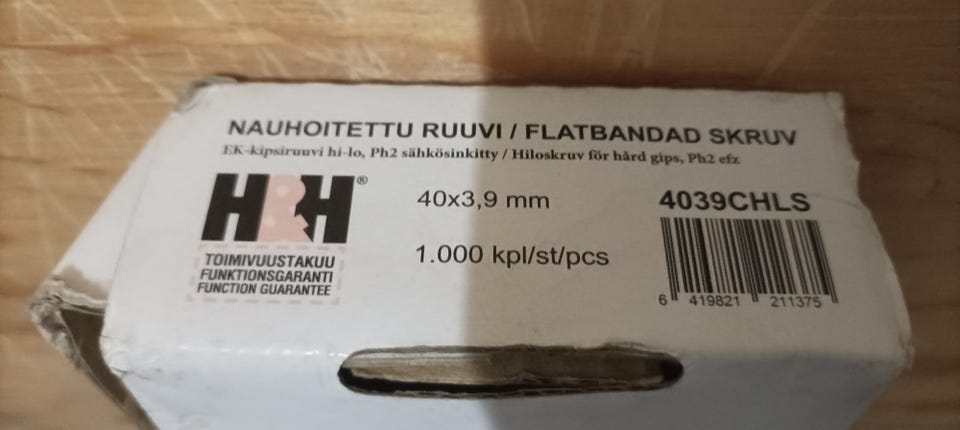 NAUHOITETTU RUUVI / FLATBANDAD SKRUV
EK-kipsiruuvi hi-lo, Ph2 sähkösinkitty / Hiloskruv för hård gips, Ph2 efz
H&H®
40x3,9 mm
4039CHLS
1.000 kpl/st/pcs
TOIMIVUUSTAKUU
FUNKTIONSGARANTI
FUNCTION GUARANTEE
6 419821 211375